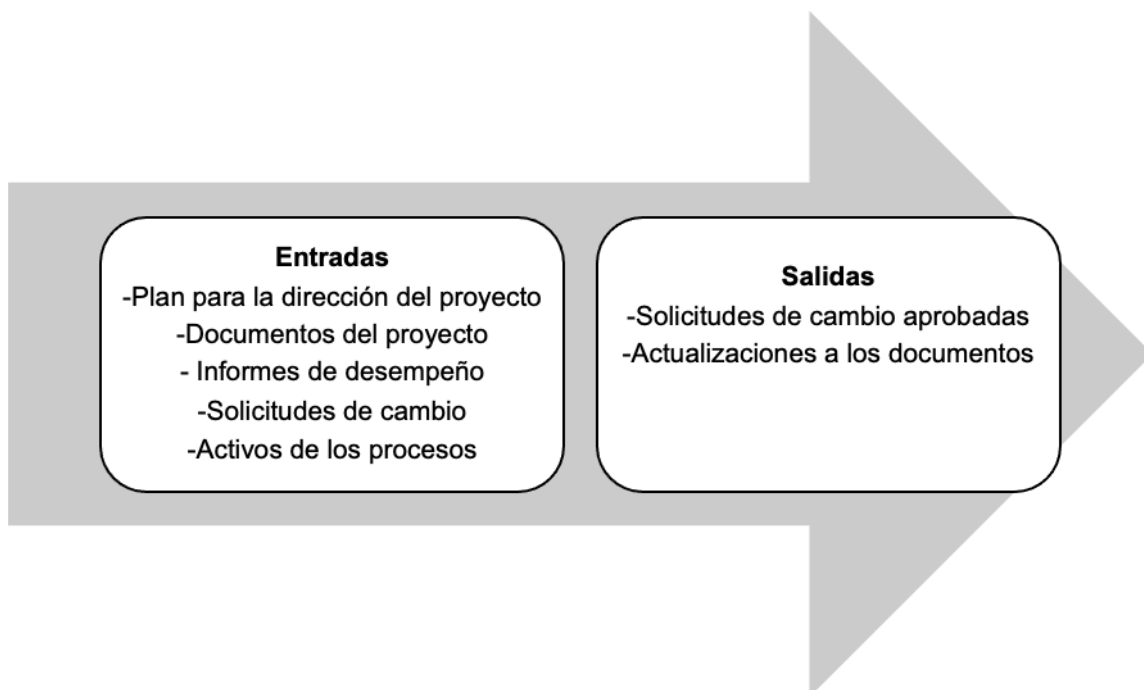 Entradas
-Plan para la dirección del proyecto
-Documentos del proyecto
- Informes de desempeño
-Solicitudes de cambio
-Activos de los procesos
Salidas
-Solicitudes de cambio aprobadas
-Actualizaciones a los documentos